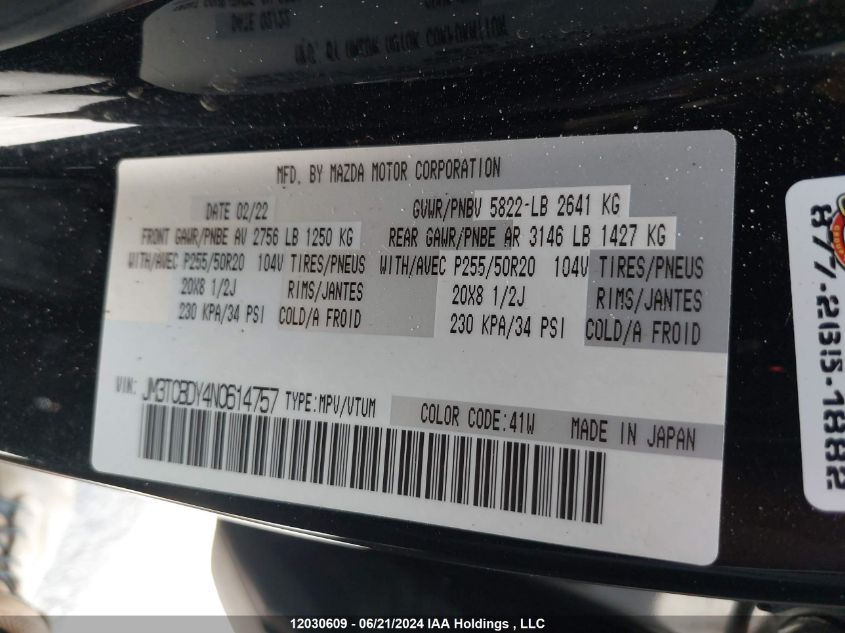 MFD. BY MAZDA MOTOR CORPORATION
DATE 02/22 GVWR/PNBV 5822-LB 2641 KG
FRONT GAWR/PNBE AV 2756 LB 1250 KG REAR GAWR/PNBE AR 3146 LB 1427 KG
WITH/AVEC P255/50R20 104V TIRES/PNEUS WITH/AVEC P255/50R20 104V TIRES/PNEUS
20X8 1/2J RIMS/JANTES 20X8 1/2J RIMS/JANTES
230 KPA/34 PSI COLD/A FROID 230 KPA/34 PSI COLD/A FROID
VIN: JM3TCBDY4N0614757 TYPE:MPV/VTUM COLOR CODE:41W MADE IN JAPAN
877-285-1882
12030609 - 06/21/2024 IAA Holdings , LLC